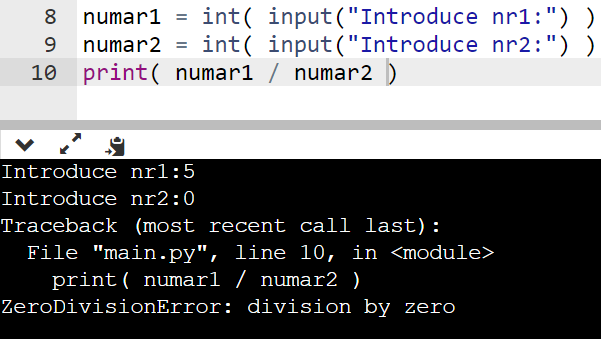 8 numar1 = int( input("Introduce nr1:") )
9 numar2 = int( input("Introduce nr2:") )
10 print( numar1 / numar2 )
Introduce nr1:5
Introduce nr2:0
Traceback (most recent call last):
  File "main.py", line 10, in <module>
    print( numar1 / numar2 )
ZeroDivisionError: division by zero